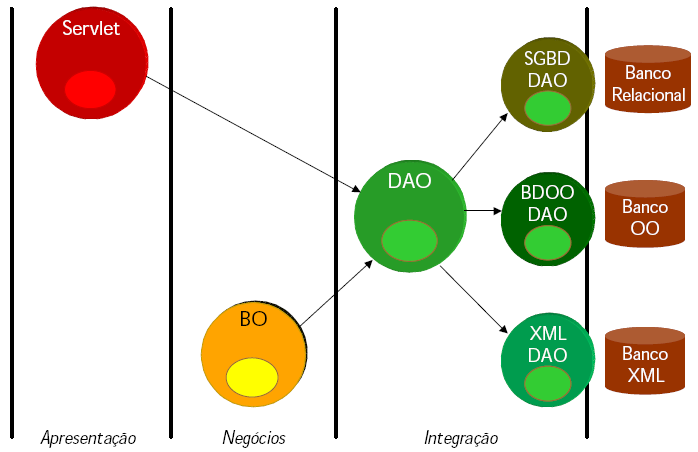 Servlet
SGBD
DAO
Banco
Relacional
DAO
BDOO
DAO
Banco
OO
BO
XML
DAO
Banco
XML
Apresentação
Negócios
Integração